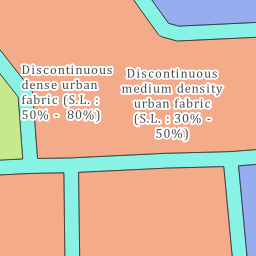 Discontinuous
dense urban
fabric (S.L. :
50% -  80%)
Discontinuous
medium density
urban fabric
(S.L. : 30% -
50%)